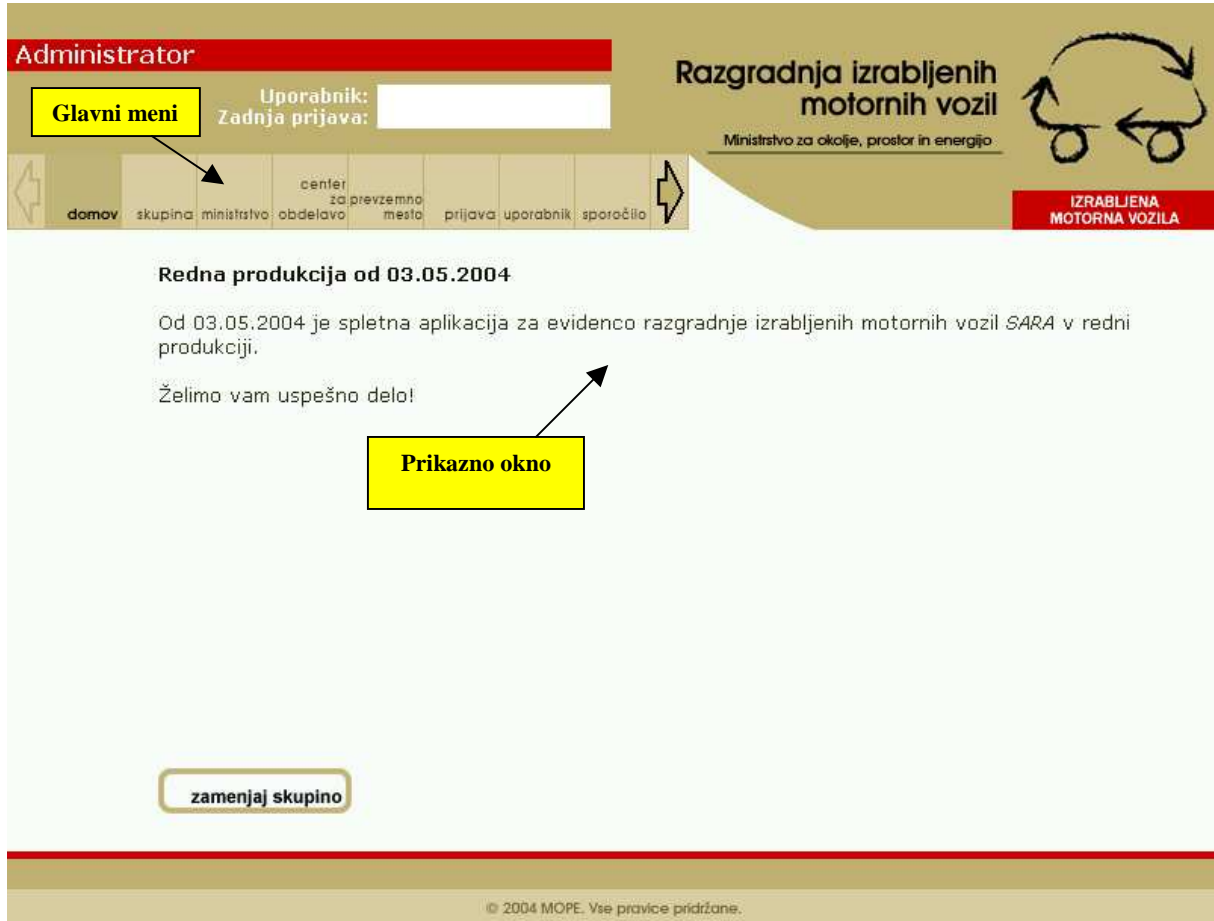 Administrator
Razgradnja izrabljenih
motornih vozil
Ministrstvo za okolje, prostor in energijo
Glavni meni
Uporabnik:
Zadnja prijava:
domov
skupina
ministrstvo
center
za
obdelavo
prevzemno
mesto
prijava
uporabnik
sporočilo
IZRABLJENA
MOTORNA VOZILA
Redna produkcija od 03.05.2004
Od 03.05.2004 je spletna aplikacija za evidenco razgradnje izrabljenih motornih vozil SARA v redni
produkciji.
Želimo vam uspešno delo!
Prikazno okno
zamenjaj skupino
© 2004 MOPE. Vse pravice pridržane.